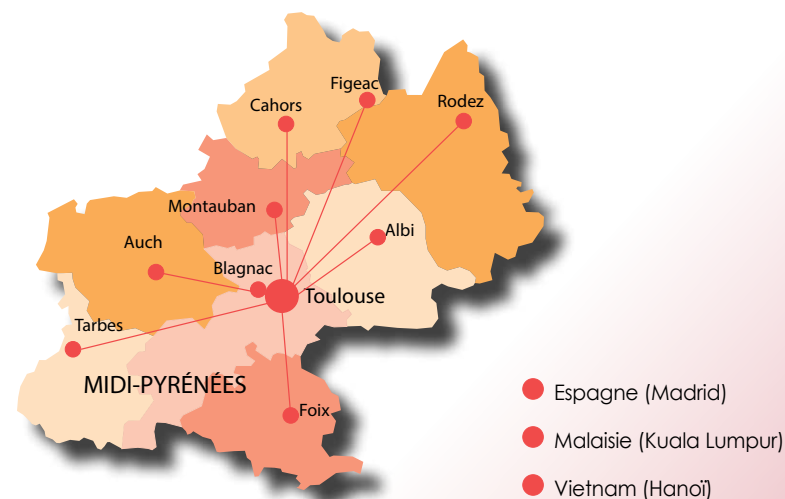 Figeac
Cahors
Rodez
Montauban
Albi
Auch
Blagnac
Toulouse
Tarbes
MIDI-PYRÉNÉES
Foix
Espagne (Madrid)
Malaisie (Kuala Lumpur)
Vietnam (Hanoï)